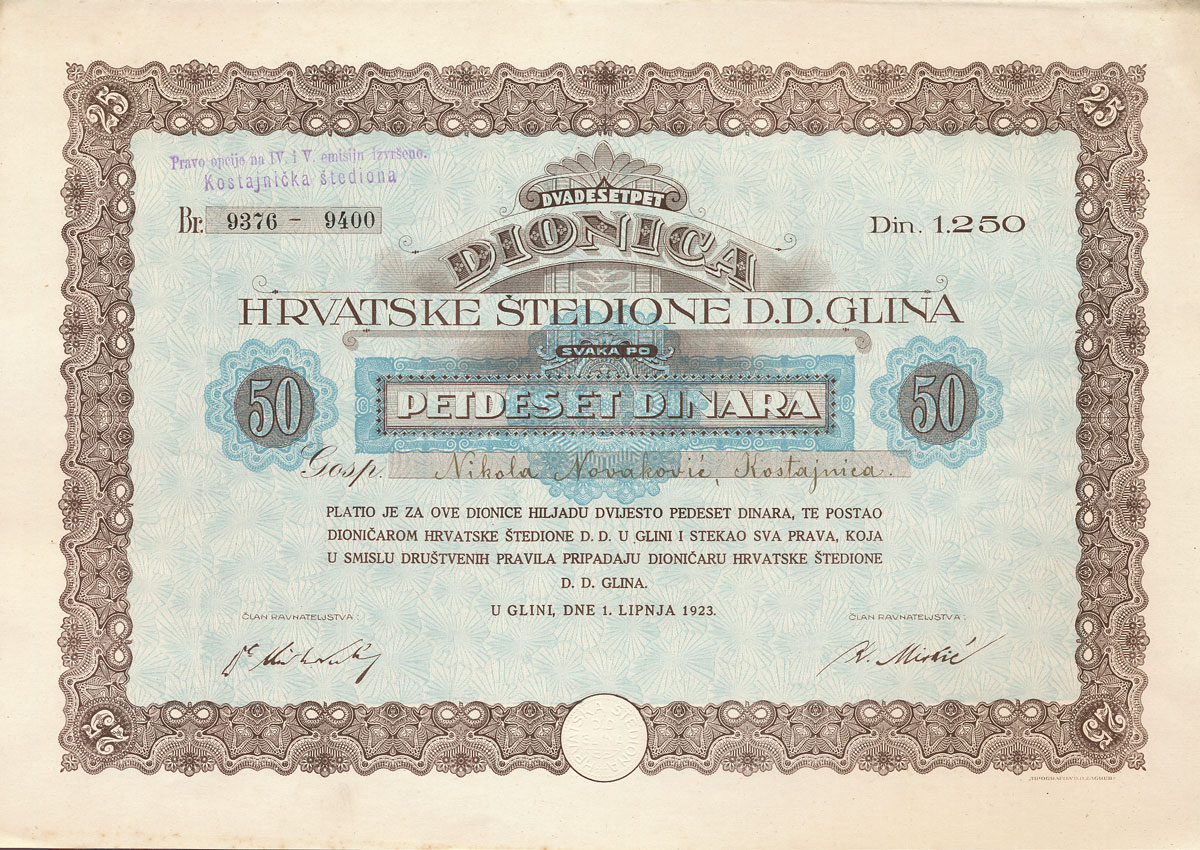 25
25
Pravo opcije na IV. i V. emisiju izvršeno.
Kostajnička štediona
DVADESETPET
Br. 9376 - 9400
Din. 1.250
DIONICA
HRVATSKE ŠTEDIONE D.D. GLINA
SVAKA PO
50
PETDESET DINARA
50
Gosp. Nikola Novaković, Kostajnica.
PLATIO JE ZA OVE DIONICE HILJADU DVIJESTO PEDESET DINARA, TE POSTAO
DIONIČAROM HRVATSKE ŠTEDIONE D. D. U GLINI I STEKAO SVA PRAVA, KOJA
U SMISLU DRUŠTVENIH PRAVILA PRIPADAJU DIONIČARU HRVATSKE ŠTEDIONE
D. D. GLINA.
U GLINI, DNE 1. LIPNJA 1923.
ČLAN RAVNATELJSTVA:
ČLAN RAVNATELJSTVA:
25
25
TIPOGRAFIJA D.D. ZAGREB